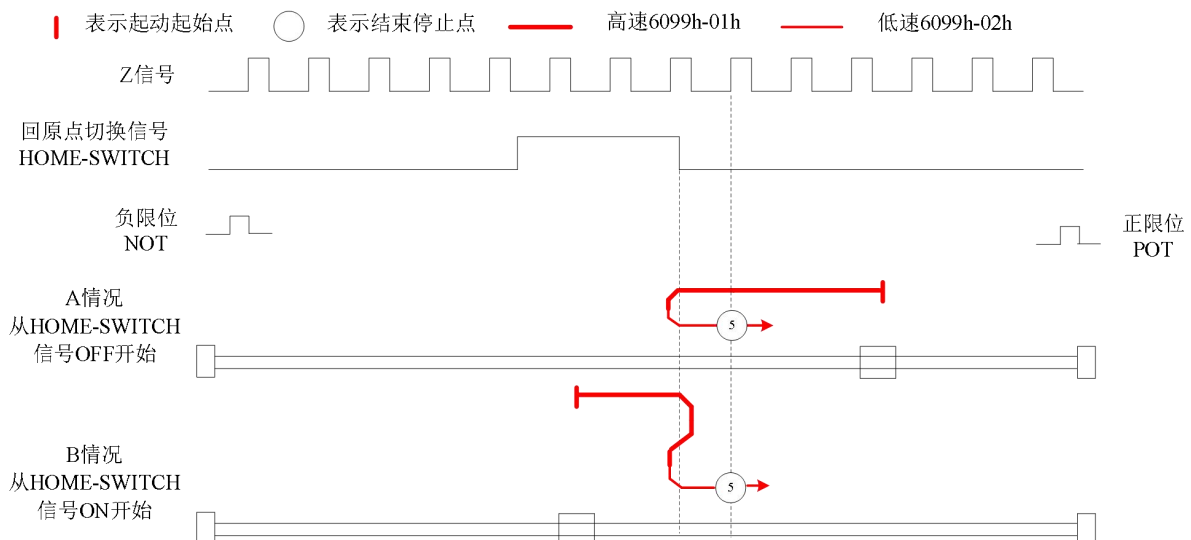 表示起动起始点
表示结束停止点
高速6099h-01h
低速6099h-02h
Z信号
回原点切换信号
HOME-SWITCH
负限位
NOT
正限位
POT
A情况
从HOME-SWITCH
信号OFF开始
5
B情况
从HOME-SWITCH
信号ON开始
5